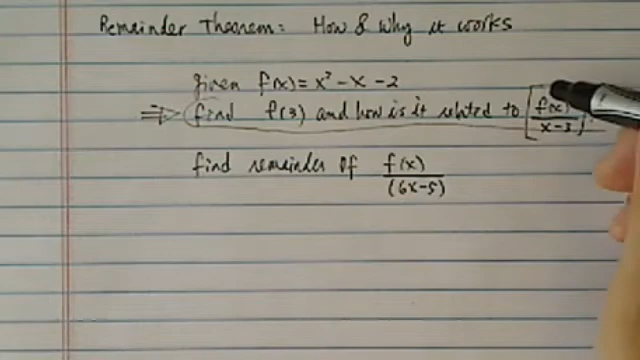 Remainder Theorem: How & Why it works
given f(x) = x² - x - 2
⇒ find f(3) and how is it related to [f(x)/x-3]
find remainder of f(x)/(6x-5)